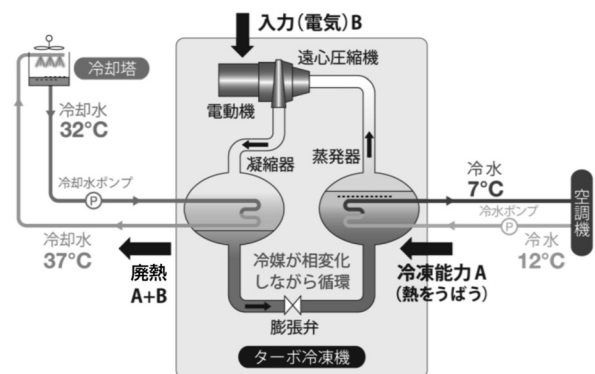 入力（電気）B
遠心圧縮機
冷却塔
電動機
冷却水
32°C
凝縮器
蒸発器
冷水
7°C
冷却水ポンプ
P
冷水ポンプ
P
空調機
冷却水
37°C
廃熱
A+B
冷媒が相変化
しながら循環
冷凍能力A
（熱をうばう）
冷水
12°C
膨張弁
ターボ冷凍機